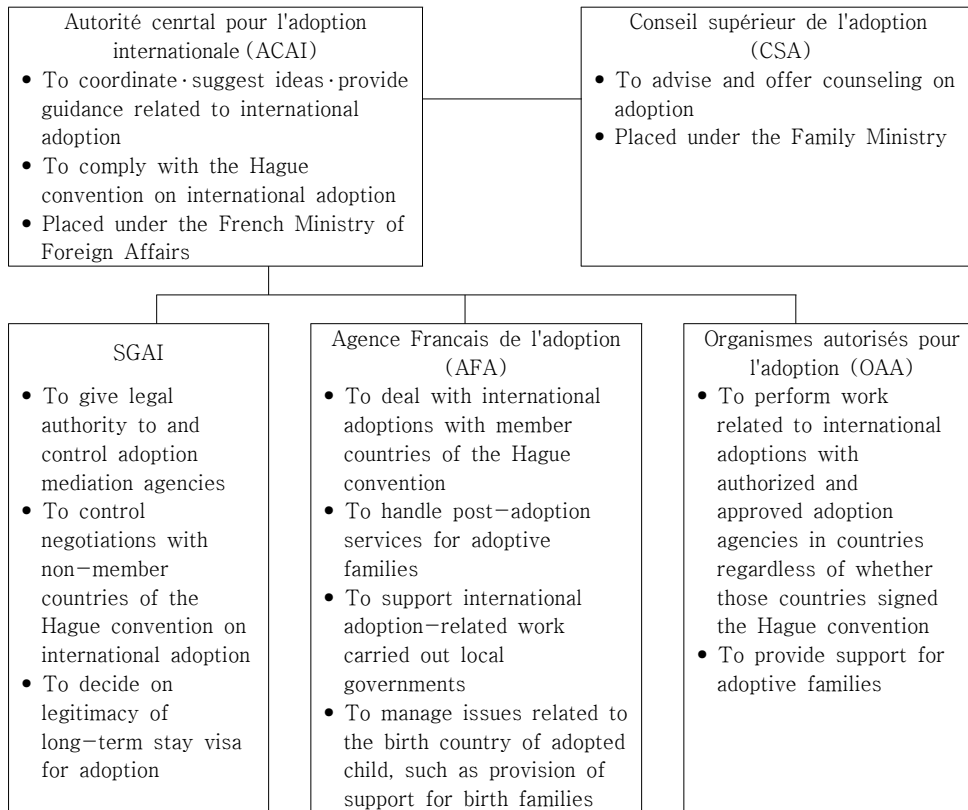 Autorité cenrtal pour l'adoption
internationale (ACAI)
• To coordinate·suggest ideas·provide
guidance related to international
adoption
• To comply with the Hague
convention on international adoption
• Placed under the French Ministry of
Foreign Affairs
Conseil supérieur de l'adoption
(CSA)
• To advise and offer counseling on
adoption
• Placed under the Family Ministry
SGAI
• To give legal
authority to and
control adoption
mediation agencies
• To control
negotiations with
non-member
countries of the
Hague convention on
international adoption
• To decide on
legitimacy of
long-term stay visa
for adoption
Agence Francais de l'adoption
(AFA)
• To deal with international
adoptions with member
countries of the Hague
convention
• To handle post-adoption
services for adoptive
families
• To support international
adoption-related work
carried out local
governments
• To manage issues related to
the birth country of adopted
child, such as provision of
support for birth families
Organismes autorisés pour
l'adoption (OAA)
• To perform work
related to international
adoptions with
authorized and
approved adoption
agencies in countries
regardless of whether
those countries signed
the Hague convention
• To provide support for
adoptive families